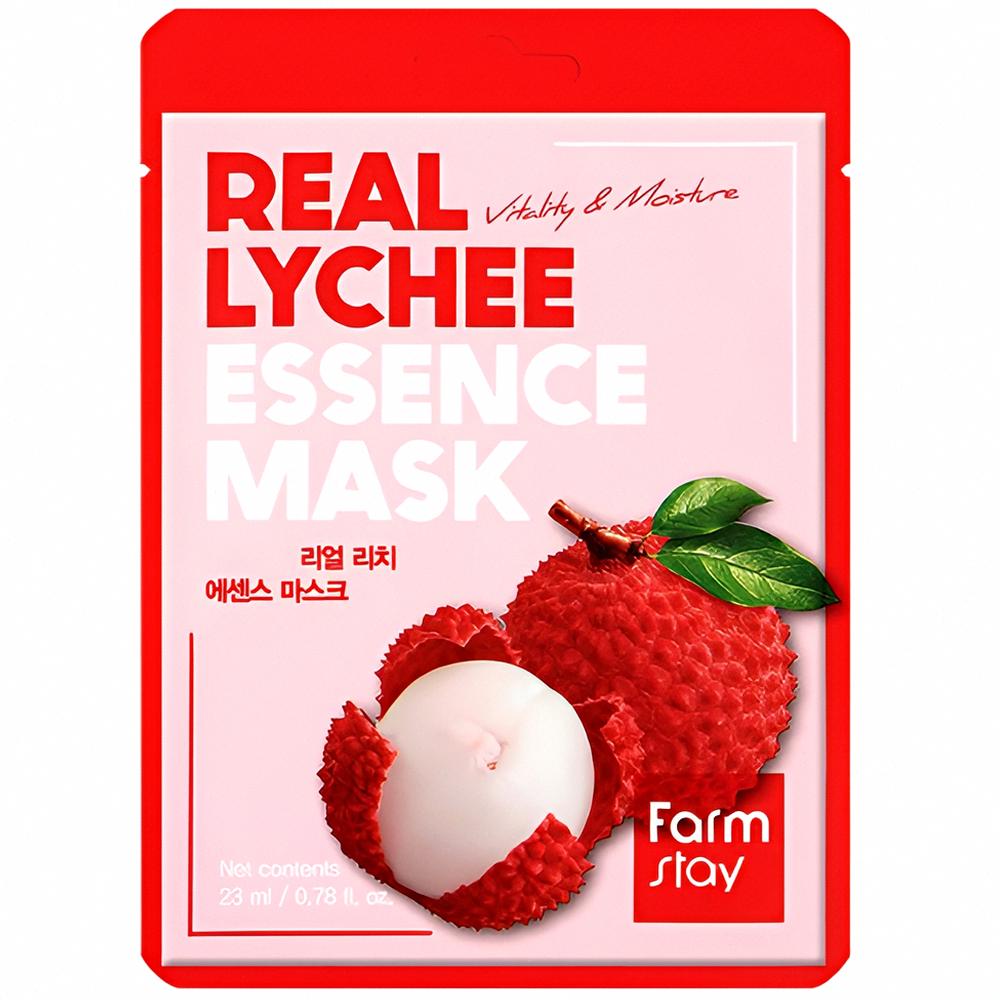 REAL
Vitality & Moisture
LYCHEE
ESSENCE
MASK
리얼 리치
에센스 마스크
Net contents
23 ml / 0.78 fl. oz.
Farm
stay